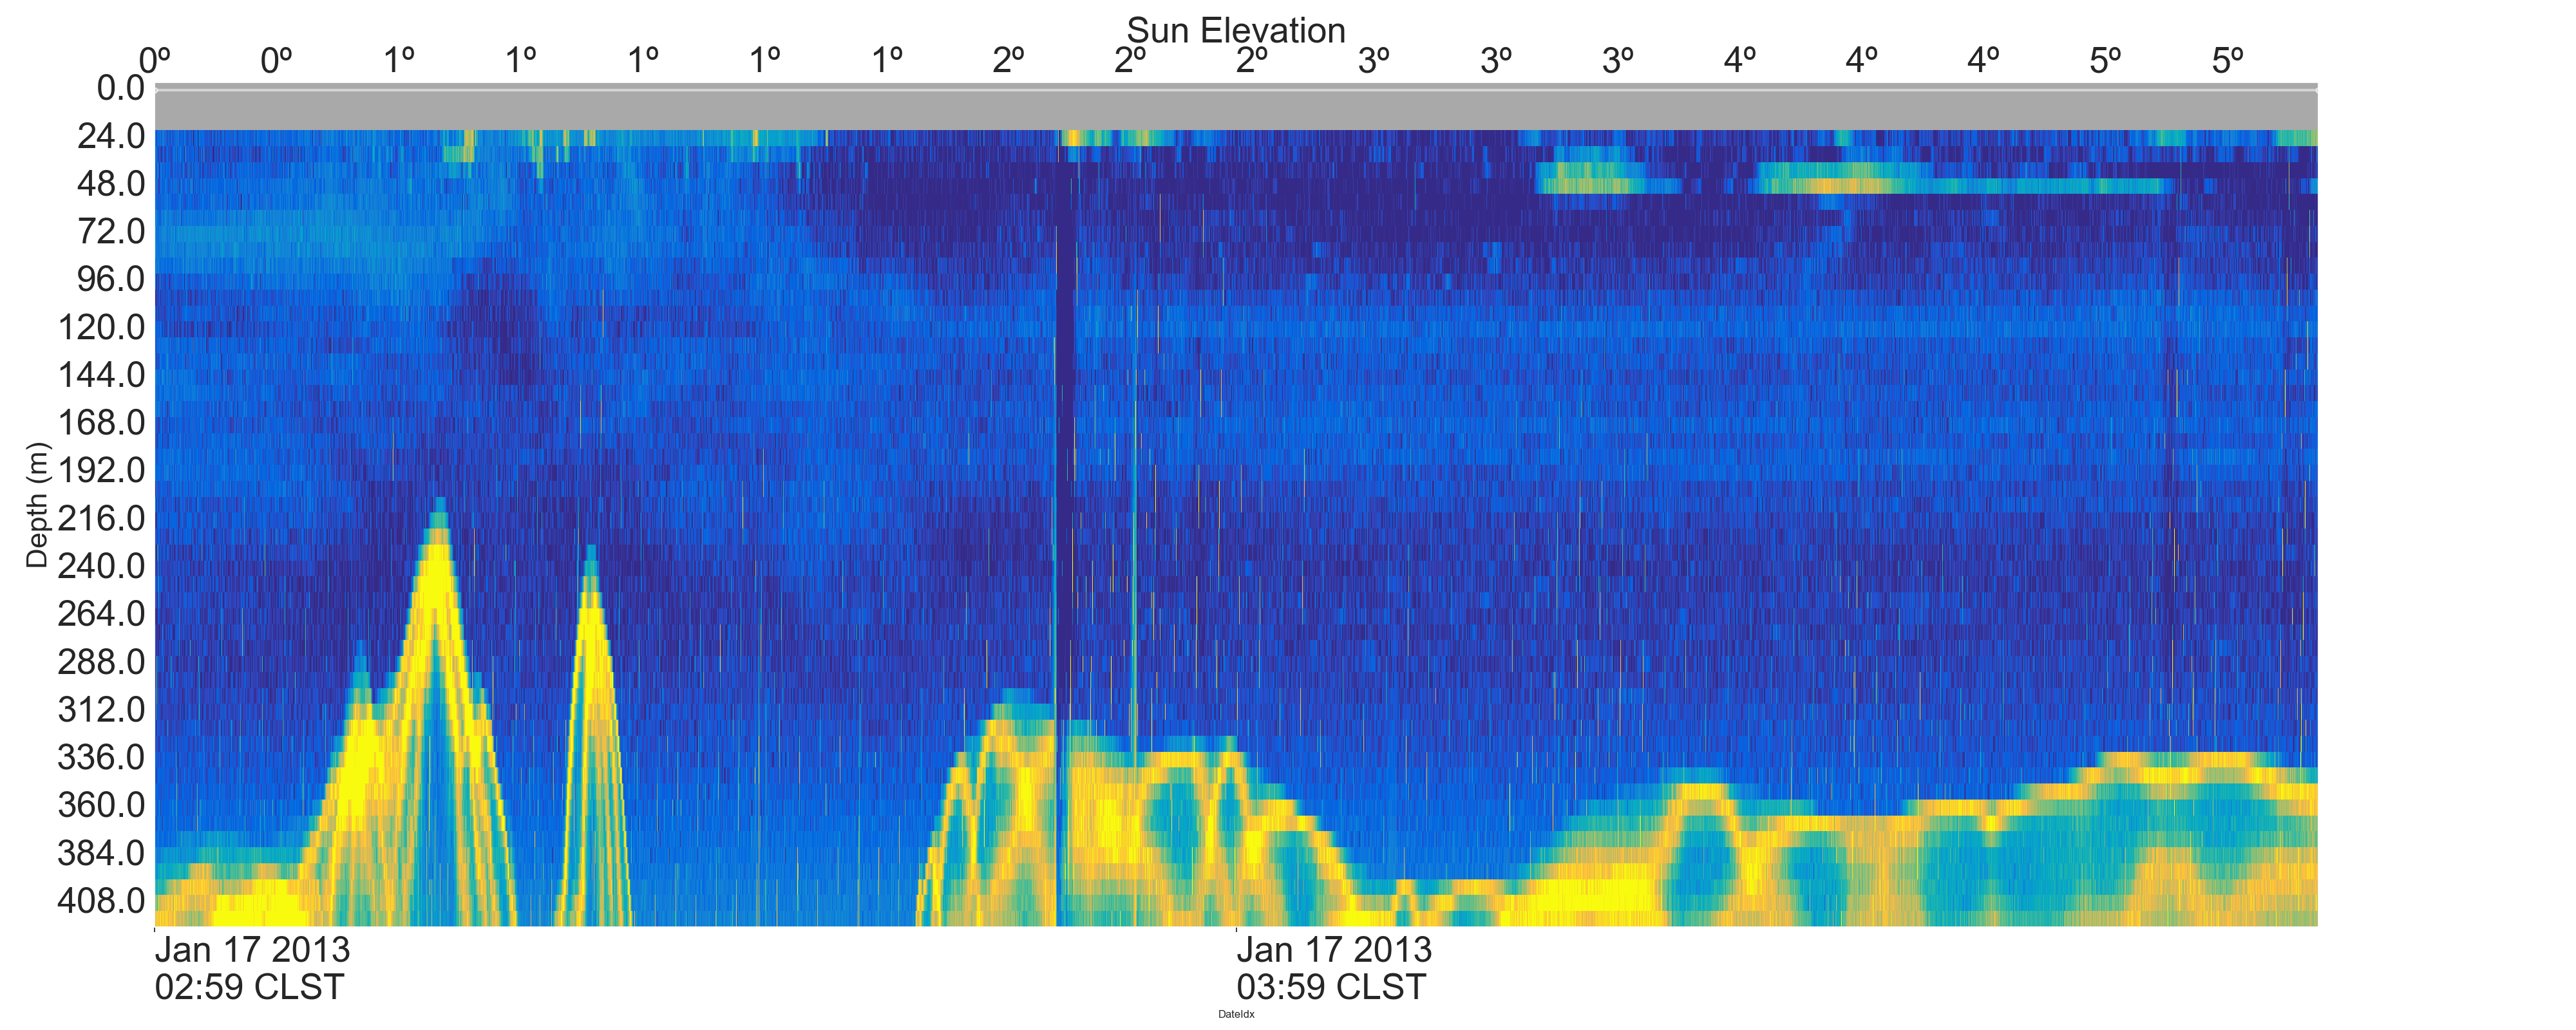 Sun Elevation
0º 0º 1º 1º 1º 1º 1º 2º 2º 2º 3º 3º 3º 4º 4º 4º 5º 5º
0.0
24.0
48.0
72.0
96.0
120.0
144.0
168.0
192.0
216.0
240.0
264.0
288.0
312.0
336.0
360.0
384.0
408.0
Depth (m)
Jan 17 2013
02:59 CLST
Jan 17 2013
03:59 CLST
DateIdx